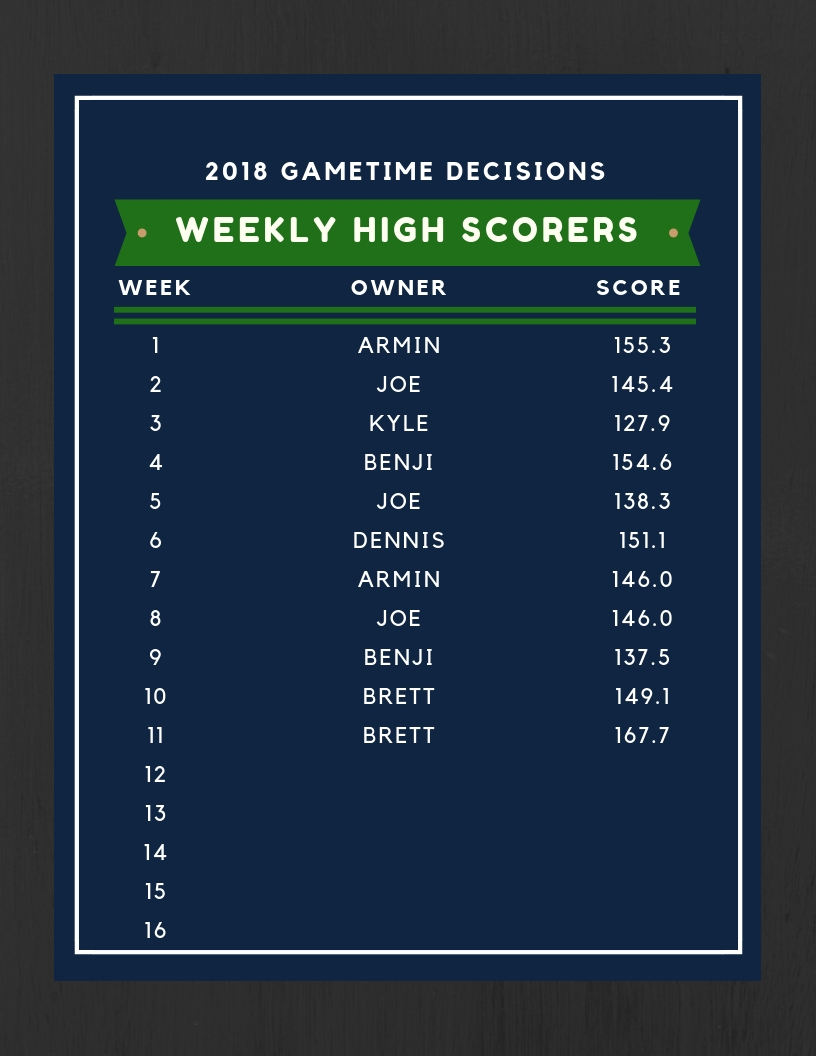 2018 GAMETIME DECISIONS
WEEKLY HIGH SCORERS
WEEK OWNER SCORE
1 ARMIN 155.3
2 JOE 145.4
3 KYLE 127.9
4 BENJI 154.6
5 JOE 138.3
6 DENNIS 151.1
7 ARMIN 146.0
8 JOE 146.0
9 BENJI 137.5
10 BRETT 149.1
11 BRETT 167.7
12
13
14
15
16